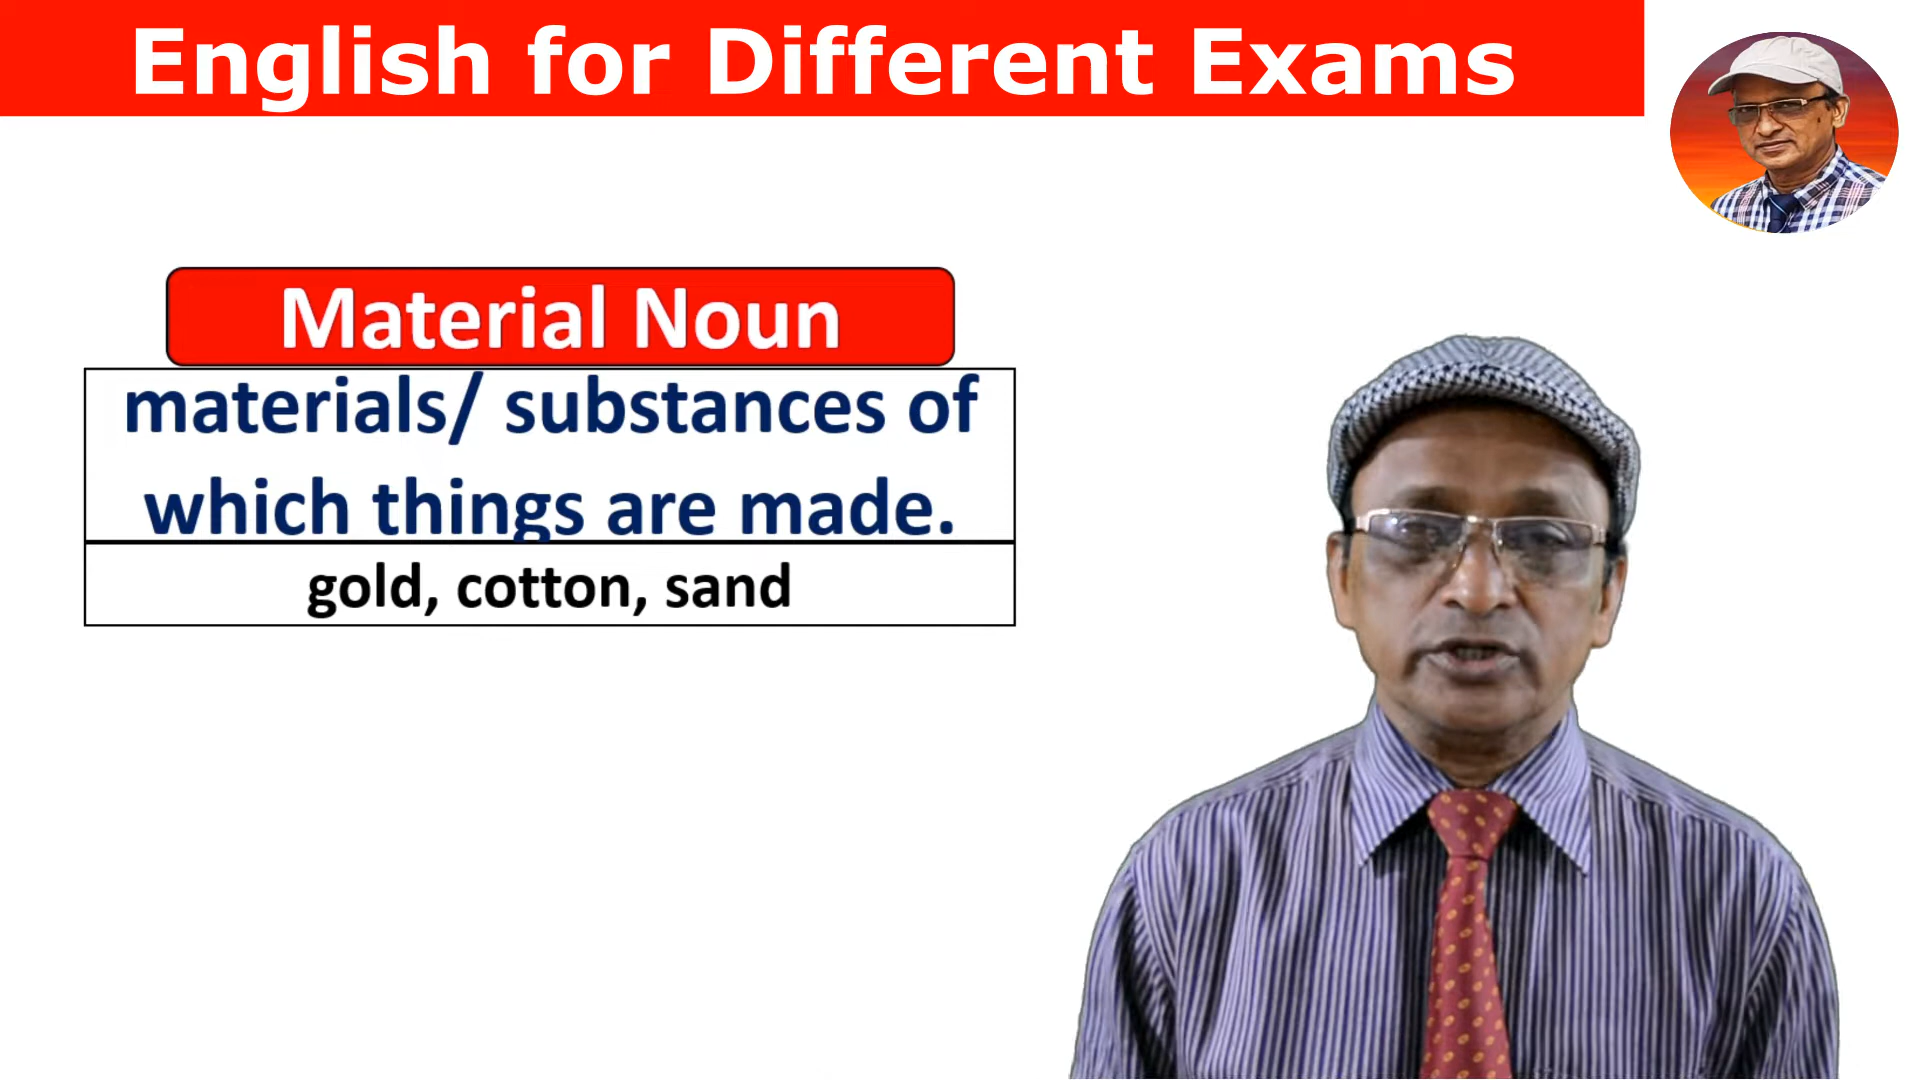 English for Different Exams
Material Noun
materials/ substances of
which things are made.
gold, cotton, sand